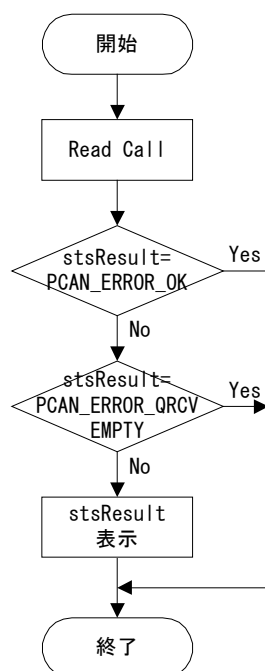 開始
Read Call
stsResult=
PCAN_ERROR_OK
Yes
No
stsResult=
PCAN_ERROR_QRCV
EMPTY
Yes
No
stsResult
表示
終了